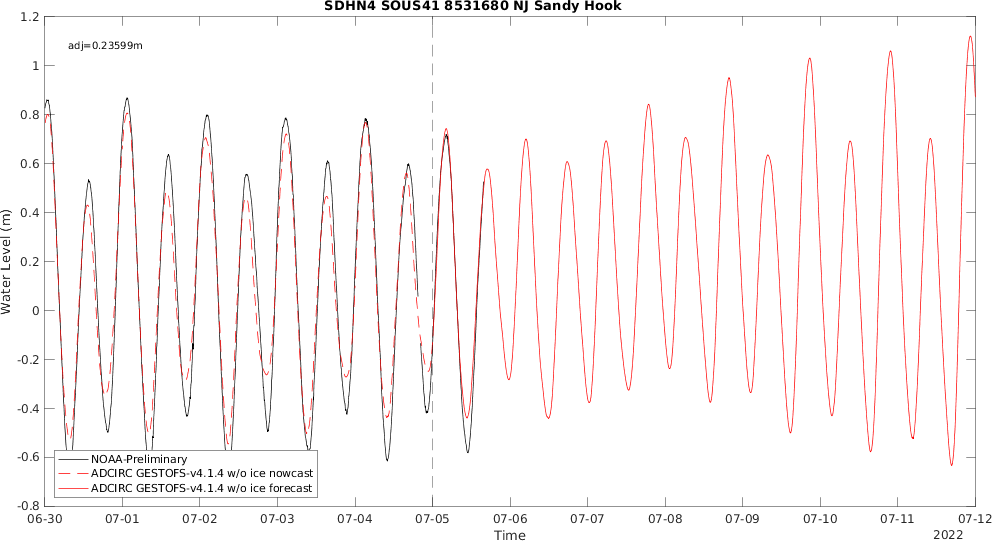 SDHN4 SOUS41 8531680 NJ Sandy Hook
adj=0.23599m
Water Level (m)
1.2
1
0.8
0.6
0.4
0.2
0
-0.2
-0.4
-0.6
-0.8
NOAA-Preliminary
ADCIRC GESTOFS-v4.1.4 w/o ice nowcast
ADCIRC GESTOFS-v4.1.4 w/o ice forecast
06-30 07-01 07-02 07-03 07-04 07-05 07-06 07-07 07-08 07-09 07-10 07-11 07-12
Time
2022